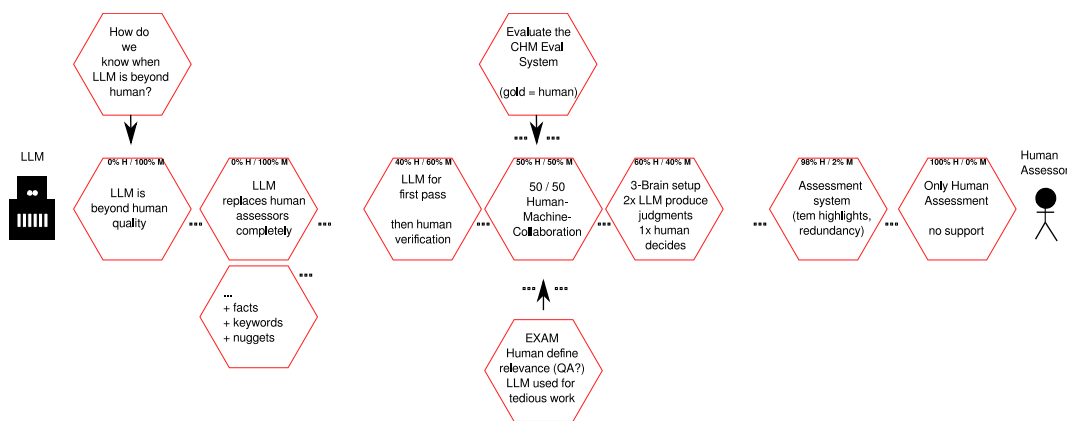 How do
we
know when
LLM is beyond
human?
Evaluate the
CHM Eval
System
(gold = human)
LLM
0% H / 100% M
LLM is
beyond human
quality
...
0% H / 100% M
LLM
replaces human
assessors
completely
...
...
+ facts
+ keywords
+ nuggets
...
40% H / 60% M
LLM for
first pass
then human
verification
...
... ...
50% H / 50% M
50 / 50
Human-
Machine-
Collaboration
...
60% H / 40% M
3-Brain setup
2x LLM produce
judgments
1x human
decides
... ...
EXAM
Human define
relevance (QA?)
LLM used for
tedious work
...
98% H / 2% M
Assessment
system
(tem highlights,
redundancy)
...
100% H / 0% M
Only Human
Assessment
no support
Human
Assessor